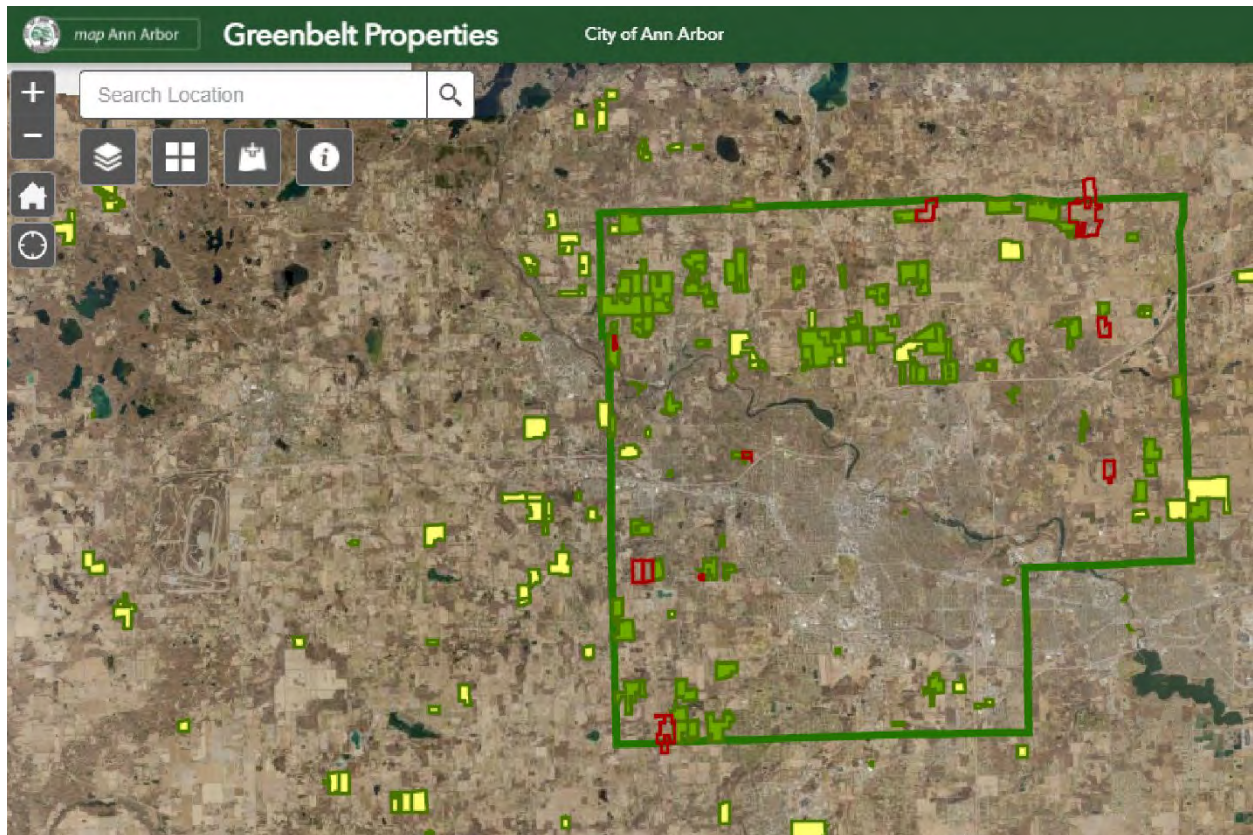 map Ann Arbor
Greenbelt Properties
City of Ann Arbor
+
Search Location
−
i